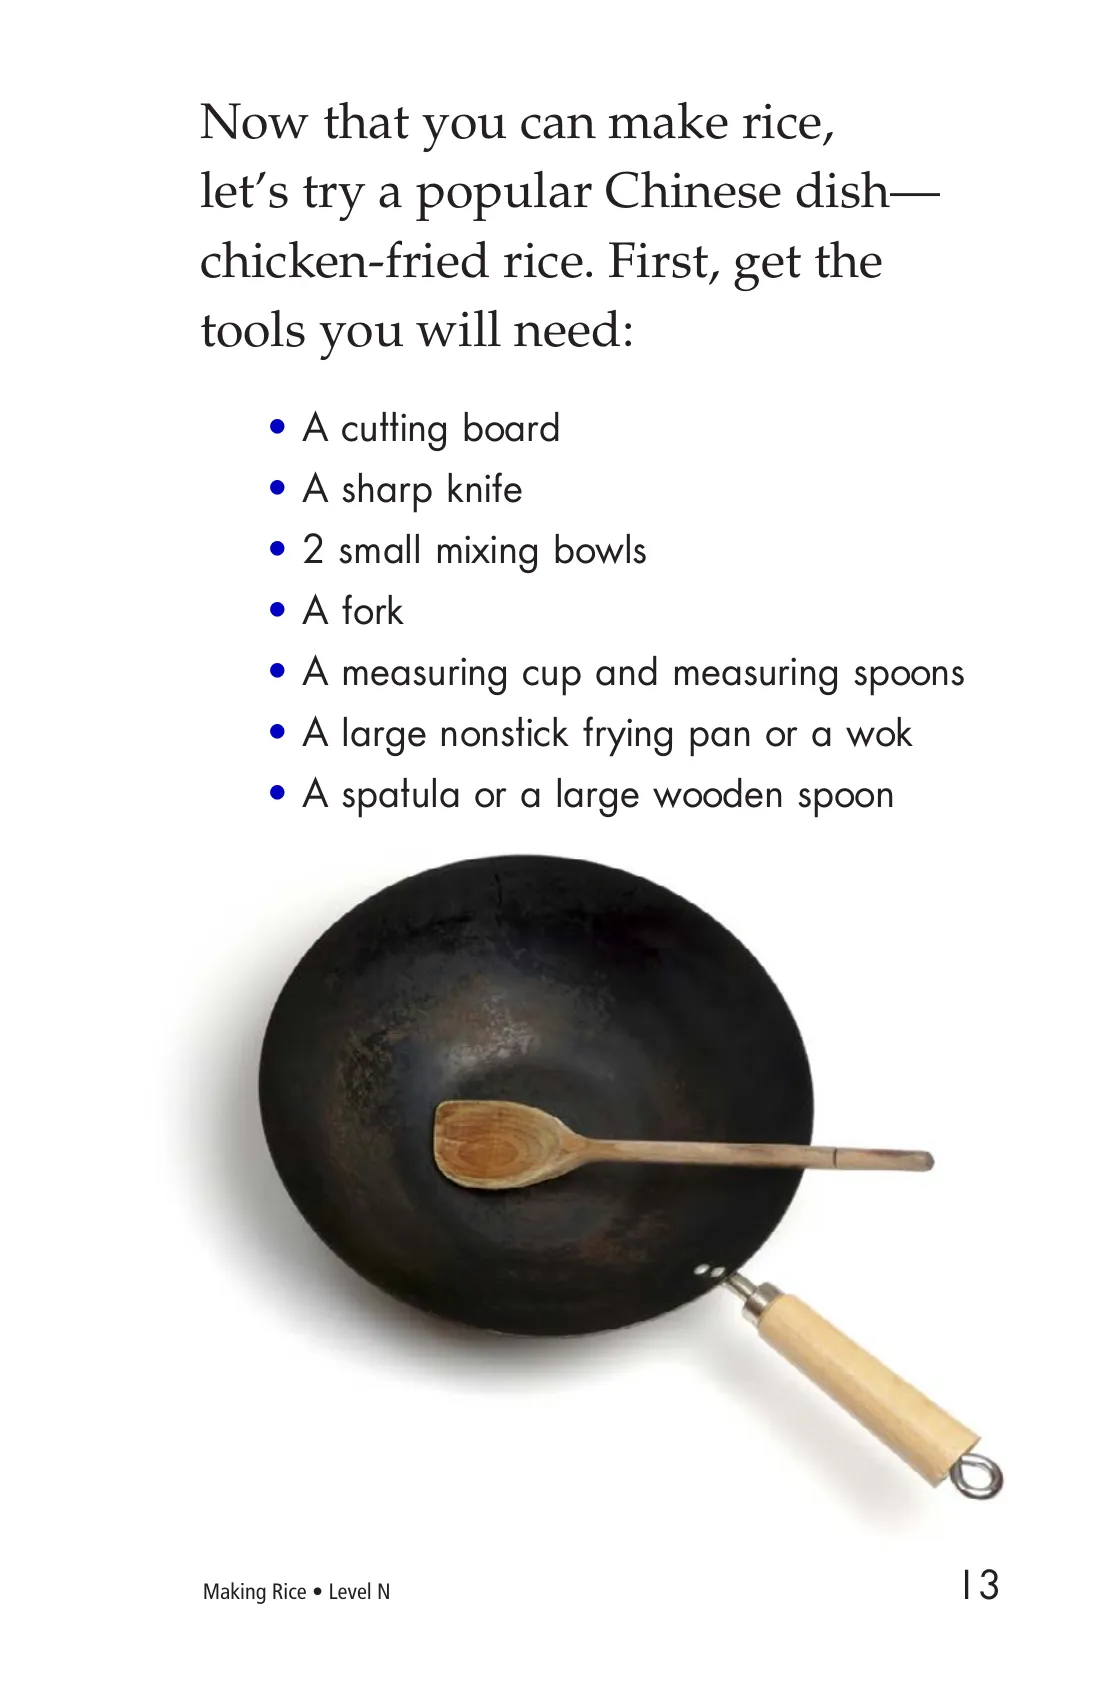 Now that you can make rice,
let’s try a popular Chinese dish—
chicken-fried rice. First, get the
tools you will need:
• A cutting board
• A sharp knife
• 2 small mixing bowls
• A fork
• A measuring cup and measuring spoons
• A large nonstick frying pan or a wok
• A spatula or a large wooden spoon
Making Rice • Level N
13